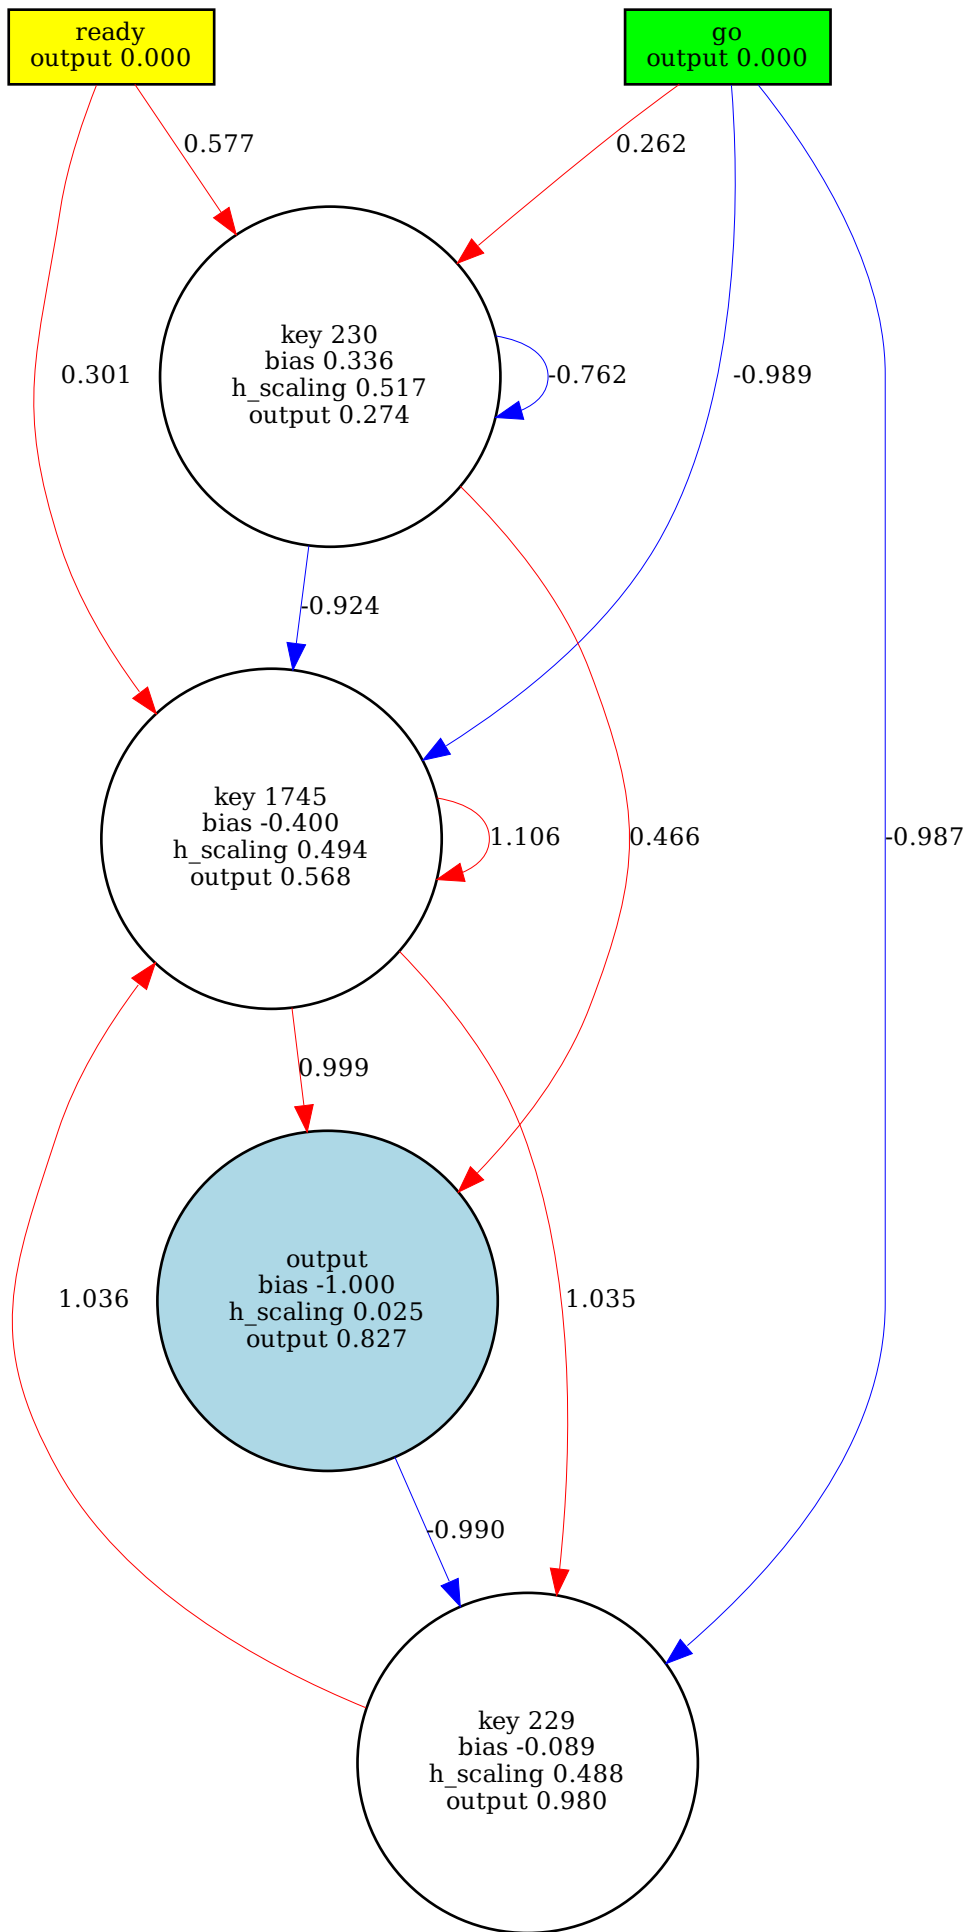 ready
output 0.000
go
output 0.000
0.577
0.262
key 230
bias 0.336
h_scaling 0.517
output 0.274
0.301
-0.762
-0.989
-0.924
key 1745
bias -0.400
h_scaling 0.494
output 0.568
1.106
0.466
-0.987
0.999
output
bias -1.000
h_scaling 0.025
output 0.827
1.036
1.035
-0.990
key 229
bias -0.089
h_scaling 0.488
output 0.980